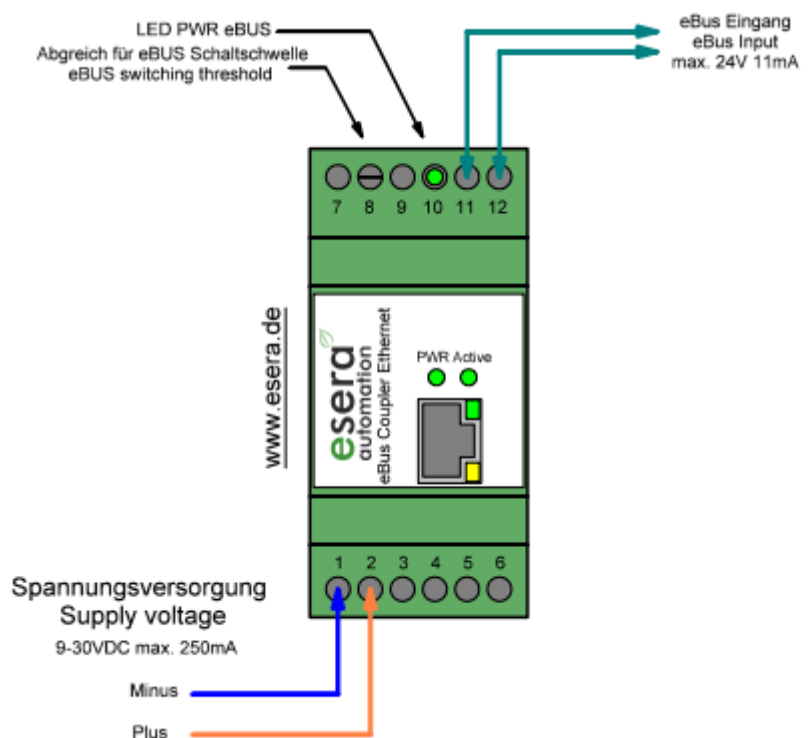 LED PWR eBUS
Abgreich für eBUS Schaltschwelle
eBUS switching threshold
eBus Eingang
eBus Input
max. 24V 11mA
7 8 9 10 11 12
www.esera.de
esera
automation
eBus Coupler Ethernet
PWR Active
1 2 3 4 5 6
Spannungsversorgung
Supply voltage
9-30VDC max. 250mA
Minus
Plus